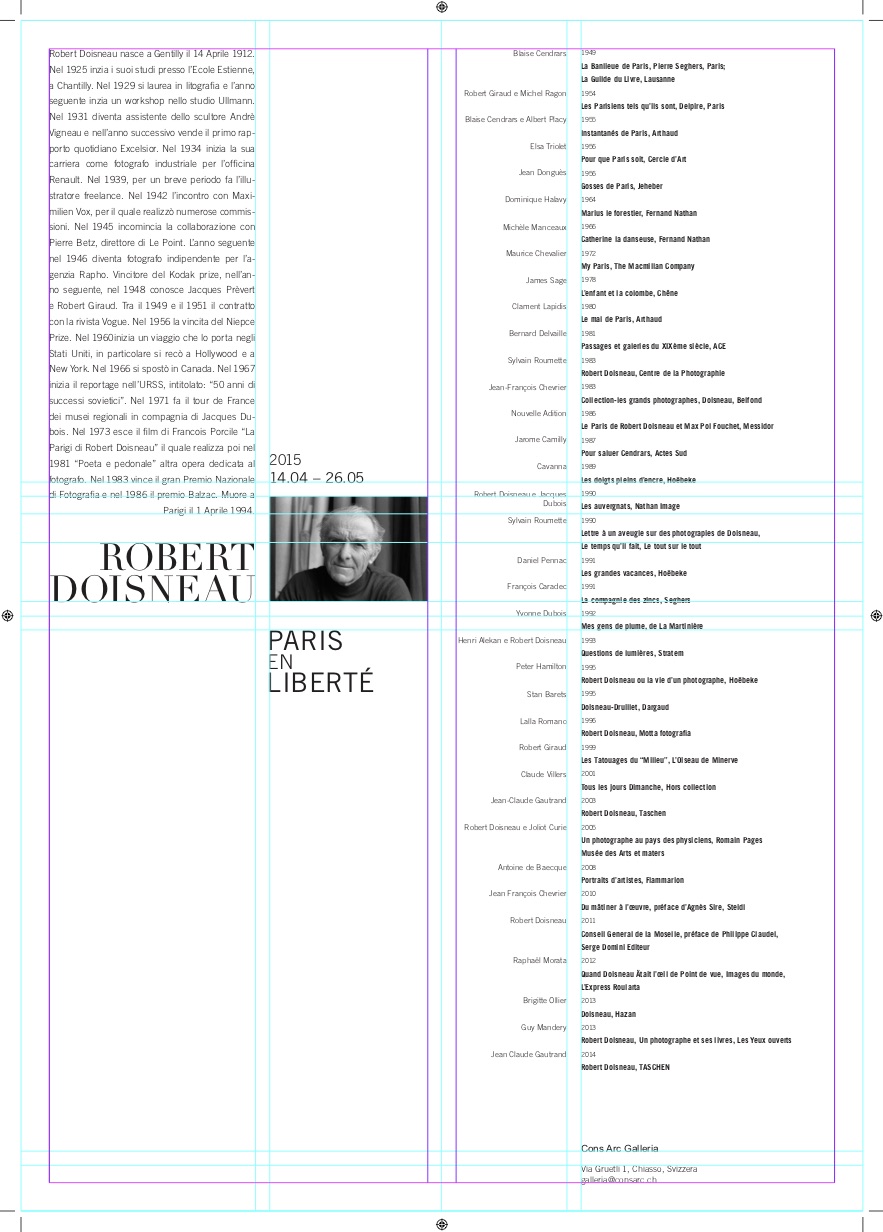 Robert Doisneau nasce a Gentilly il 14 Aprile 1912.
Nel 1925 inzia i suoi studi presso l'Ecole Estienne,
a Chantilly. Nel 1929 si laurea in litografia e l'anno
seguente inzia un workshop nello studio Ullmann.
Nel 1931 diventa assistente dello scultore Andrè
Vigneau e nell'anno successivo vende il primo rap-
porto quotidiano Excelsior. Nel 1934 inizia la sua
carriera come fotografo industriale per l'officina
Renault. Nel 1939, per un breve periodo fa l'illu-
stratore freelance. Nel 1942 l'incontro con Maxi-
milien Vox, per il quale realizzò numerose commis-
sioni. Nel 1945 incomincia la collaborazione con
Pierre Betz, direttore di Le Point. L'anno seguente
nel 1946 diventa fotografo indipendente per l'a-
genzia Rapho. Vincitore del Kodak prize, nell'an-
no seguente, nel 1948 conosce Jacques Prèvert
e Robert Giraud. Tra il 1949 e il 1951 il contratto
con la rivista Vogue. Nel 1956 la vincita del Niepce
Prize. Nel 1960inizia un viaggio che lo porta negli
Stati Uniti, in particolare si recò a Hollywood e a
New York. Nel 1966 si spostò in Canada. Nel 1967
inizia il reportage nell'URSS, intitolato: "50 anni di
successi sovietici". Nel 1971 fa il tour de France
dei musei regionali in compagnia di Jacques Du-
bois. Nel 1973 esce il film di Francois Porcile "La
Parigi di Robert Doisneau" il quale realizza poi nel
1981 "Poeta e pedonale" altra opera dedicata al
fotografo. Nel 1983 vince il gran Premio Nazionale
di Fotografia e nel 1986 il premio Balzac. Muore a
Parigi il 1 Aprile 1994.
ROBERT
DOISNEAU
2015
14.04 – 26.05
PARIS
EN
LIBERTÉ
Blaise Cendrars 1949
La Banlieue de Paris, Pierre Seghers, Paris;
La Guilde du Livre, Lausanne
Robert Giraud e Michel Ragon 1954
Les Parisiens tels qu'ils sont, Delpire, Paris
Blaise Cendrars e Albert Placy 1955
Instantanés de Paris, Arthaud
Elsa Triolet 1956
Pour que Paris soit, Cercle d'Art
Jean Donguès 1956
Gosses de Paris, Jeheber
Dominique Halavy 1964
Marius le forestier, Fernand Nathan
Michèle Manceaux 1966
Catherine la danseuse, Fernand Nathan
Maurice Chevalier 1972
My Paris, The Macmillan Company
James Sage 1978
L'enfant et la colombe, Chêne
Clament Lapidis 1980
Le mal de Paris, Arthaud
Bernard Delvaille 1981
Passages et galeries du XIXème siècle, ACE
Sylvain Roumette 1983
Robert Doisneau, Centre de la Photographie
Jean-François Chevrier 1983
Collection-les grands photographes, Doisneau, Belfond
Nouvelle Adition 1986
Le Paris de Robert Doisneau et Max Pol Fouchet, Messidor
Jarome Camilly 1987
Pour saluer Cendrars, Actes Sud
Cavanna 1989
Les doigts pleins d'encre, Hoëbeke
Robert Doisneau e Jacques 1990
Dubois Les auvergnats, Nathan Image
Sylvain Roumette 1990
Lettre à un aveugle sur des photograpies de Doisneau,
Le temps qu'il fait, Le tout sur le tout
Daniel Pennac 1991
Les grandes vacances, Hoëbeke
François Caradec 1991
La compagnie des zincs, Seghers
Yvonne Dubois 1992
Mes gens de plume, de La Martinière
Henri Alekan e Robert Doisneau 1993
Questions de lumières, Stratem
Peter Hamilton 1995
Robert Doisneau ou la vie d'un photographe, Hoëbeke
Stan Barets 1995
Doisneau-Druillet, Dargaud
Lalla Romano 1996
Robert Doisneau, Motta fotografia
Robert Giraud 1999
Les Tatouages du "Milieu", L'Oiseau de Minerve
Claude Villers 2001
Tous les jours Dimanche, Hors collection
Jean-Claude Gautrand 2003
Robert Doisneau, Taschen
Robert Doisneau e Joliot Curie 2005
Un photographe au pays des physiciens, Romain Pages
Musée des Arts et maters
Antoine de Baecque 2008
Portraits d'artistes, Flammarion
Jean François Chevrier 2010
Du mâtiner à l'œuvre, préface d'Agnès Sire, Steidl
Robert Doisneau 2011
Conseil General de la Moselle, préface de Philippe Claudel,
Serge Domini Editeur
Raphaël Morata 2012
Quand Doisneau Ãtait l'œil de Point de vue, Images du monde,
L'Express Roularta
Brigitte Ollier 2013
Doisneau, Hazan
Guy Mandery 2013
Robert Doisneau, Un photographe et ses livres, Les Yeux ouverts
Jean Claude Gautrand 2014
Robert Doisneau, TASCHEN
Cons Arc Galleria
Via Gruetli 1, Chiasso, Svizzera
galleria@consarc.ch